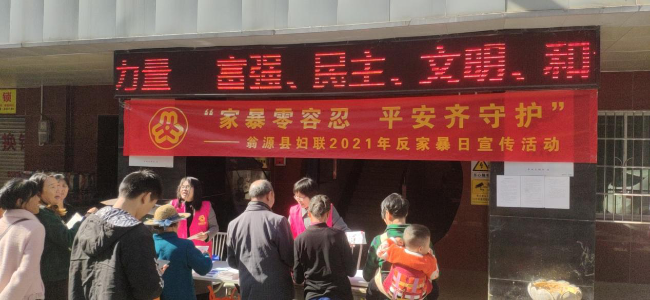 力量 富强、民主、文明、和
“家暴零容忍 平安齐守护”
——翁源县妇联2021年反家暴日宣传活动